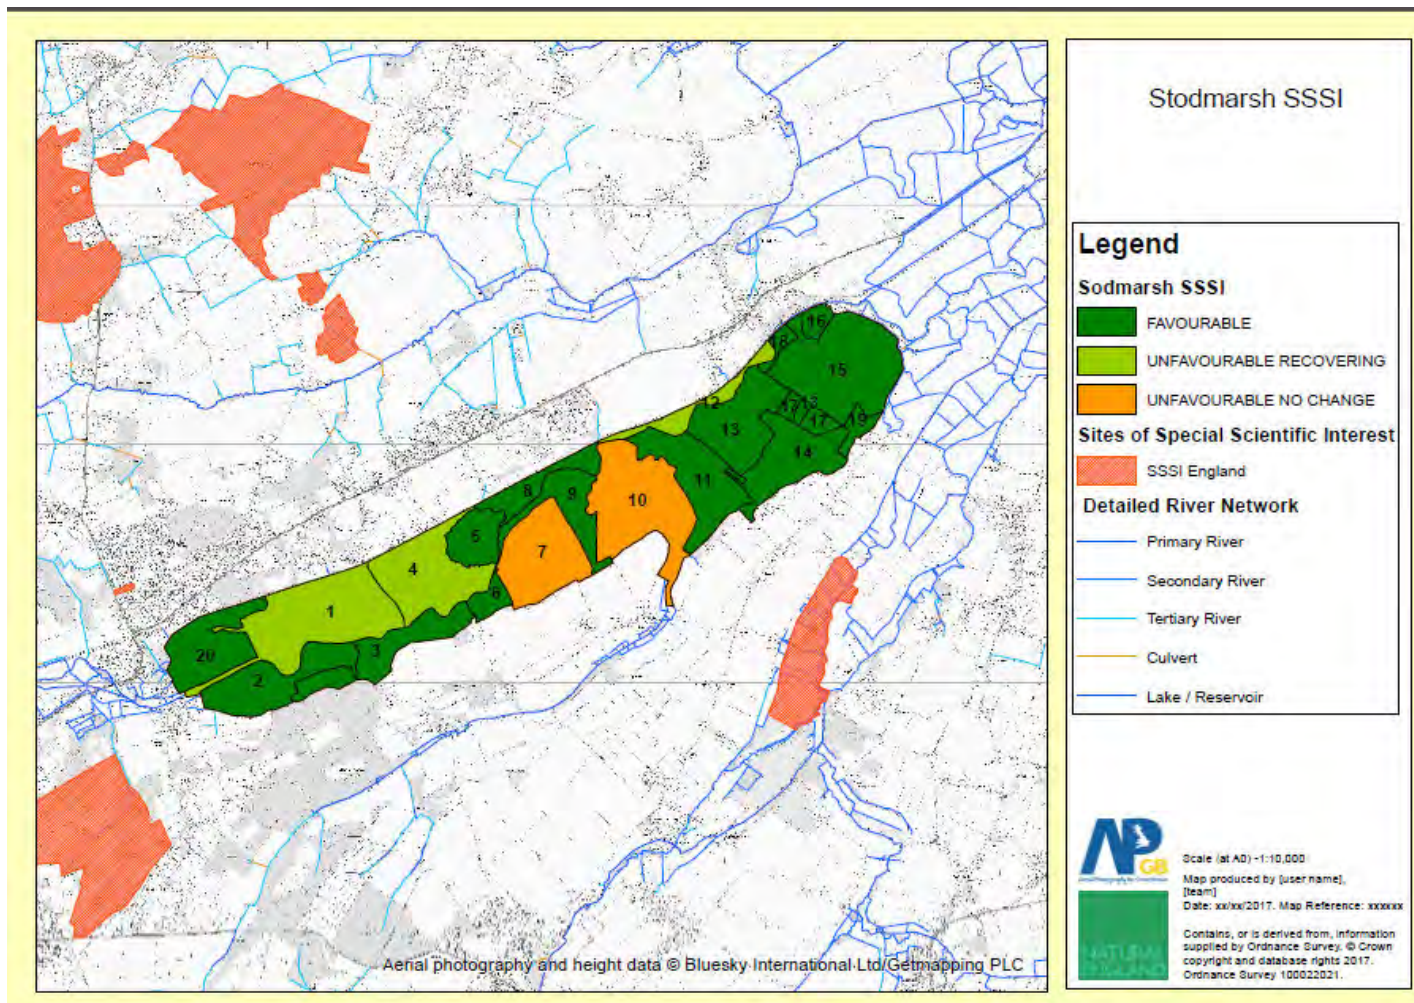 Stodmarsh SSSI
Legend
Sodmarsh SSSI
FAVOURABLE
UNFAVOURABLE RECOVERING
UNFAVOURABLE NO CHANGE
Sites of Special Scientific Interest
SSSI England
Detailed River Network
Primary River
Secondary River
Tertiary River
Culvert
Lake / Reservoir
16
18
15
12
13
17
19
13
14
11
8
9
10
5
7
4
6
1
3
20
2
Aerial photography and height data © Bluesky International Ltd/Getmapping PLC
AP
GB
Scale (at A0) -1:10,000
Map produced by [user name],
[team]
Date: xx/xx/2017. Map Reference: xxxxxx
Contains, or is derived from, information
supplied by Ordnance Survey. © Crown
copyright and database rights 2017.
Ordnance Survey 100022021.
NATURAL
ENGLAND